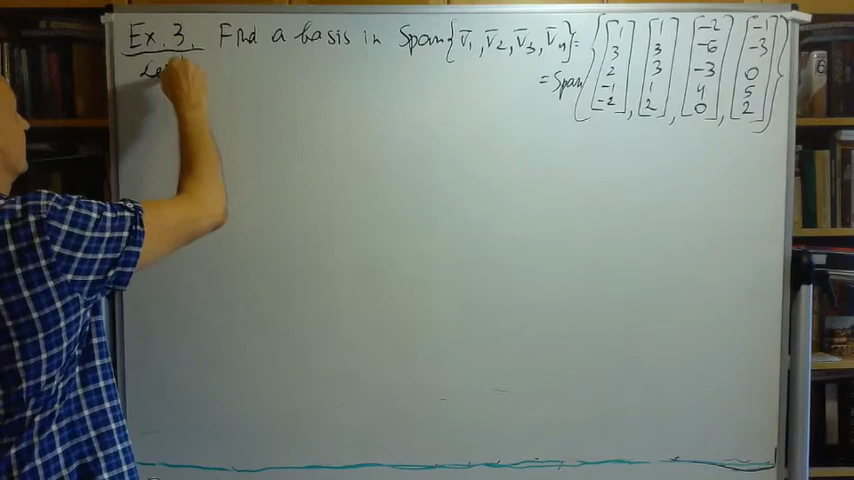 Ex. 3. Find a basis in Span{v̄₁, v̄₂, v̄₃, v̄₄}=
= Span{[1 3 2 -1 -2], [1 3 3 1 2], [-2 -6 -3 4 0], [-1 -3 0 5 2]}